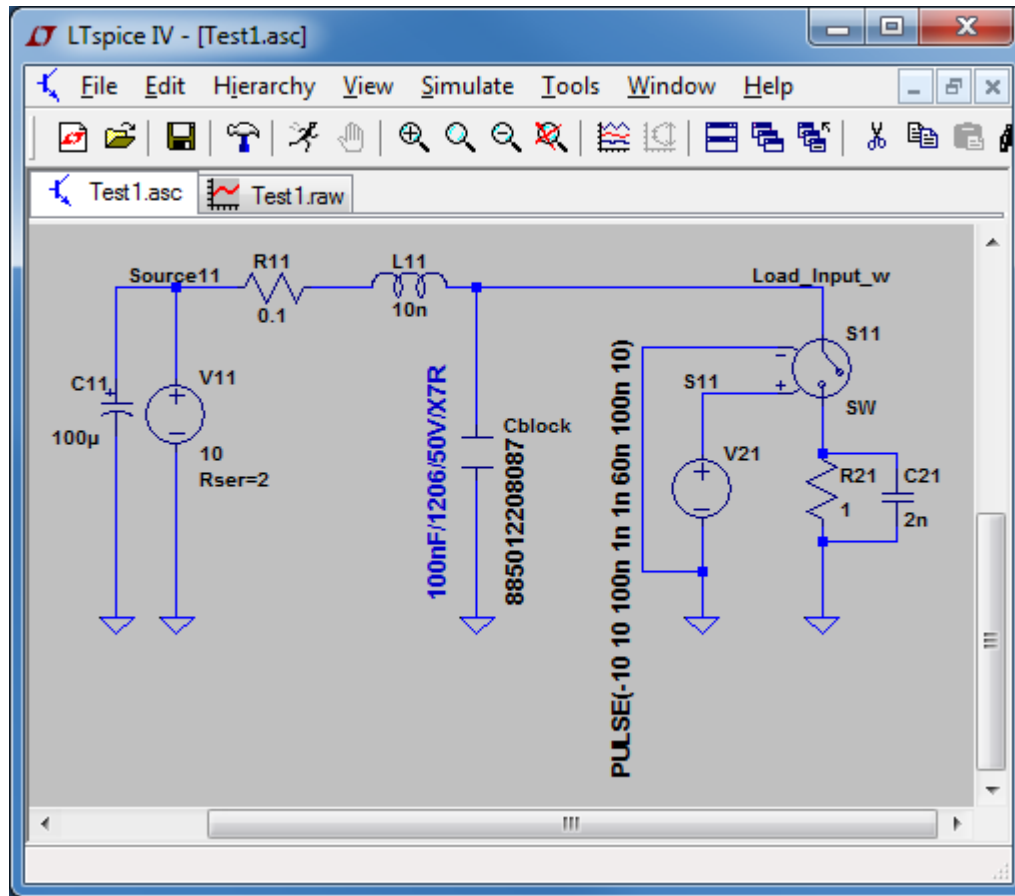 LTspice IV - [Test1.asc]
File Edit Hierarchy View Simulate Tools Window Help
Test1.asc
Test1.raw
Source11
R11
0.1
L11
10n
Load_Input_w
C11
100µ
V11
10
Rser=2
100nF/1206/50V/X7R
Cblock
885012208087
PULSE(-10 10 100n 1n 1n 60n 100n 10)
S11
V21
S11
SW
R21
1
C21
2n